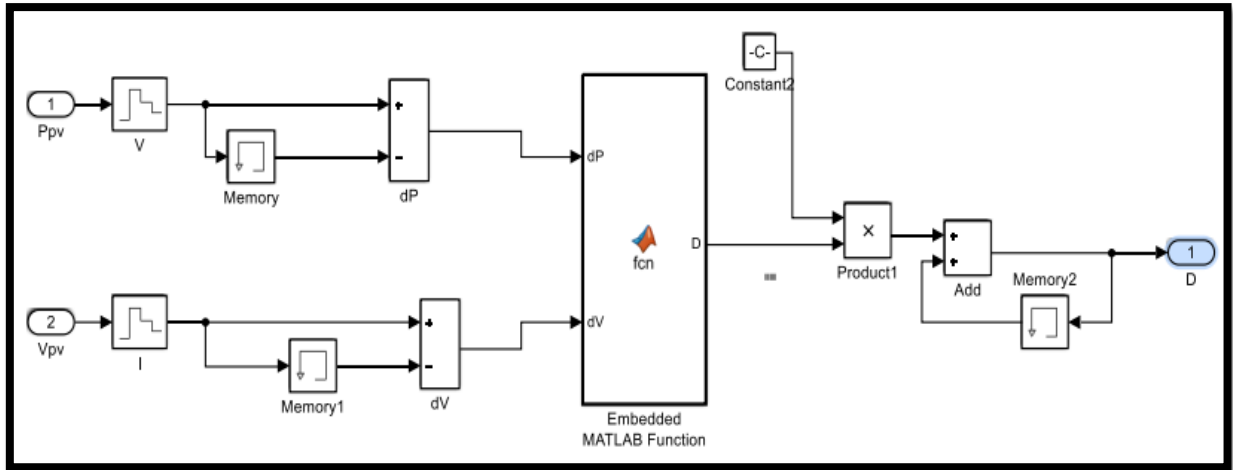 -C-
Constant2
1
Ppv
V
+
-
dP
Memory
dP
fcn
D
dV
×
Product1
+
+
Add
Memory2
1
D
2
Vpv
I
+
-
dV
Memory1
Embedded
MATLAB Function